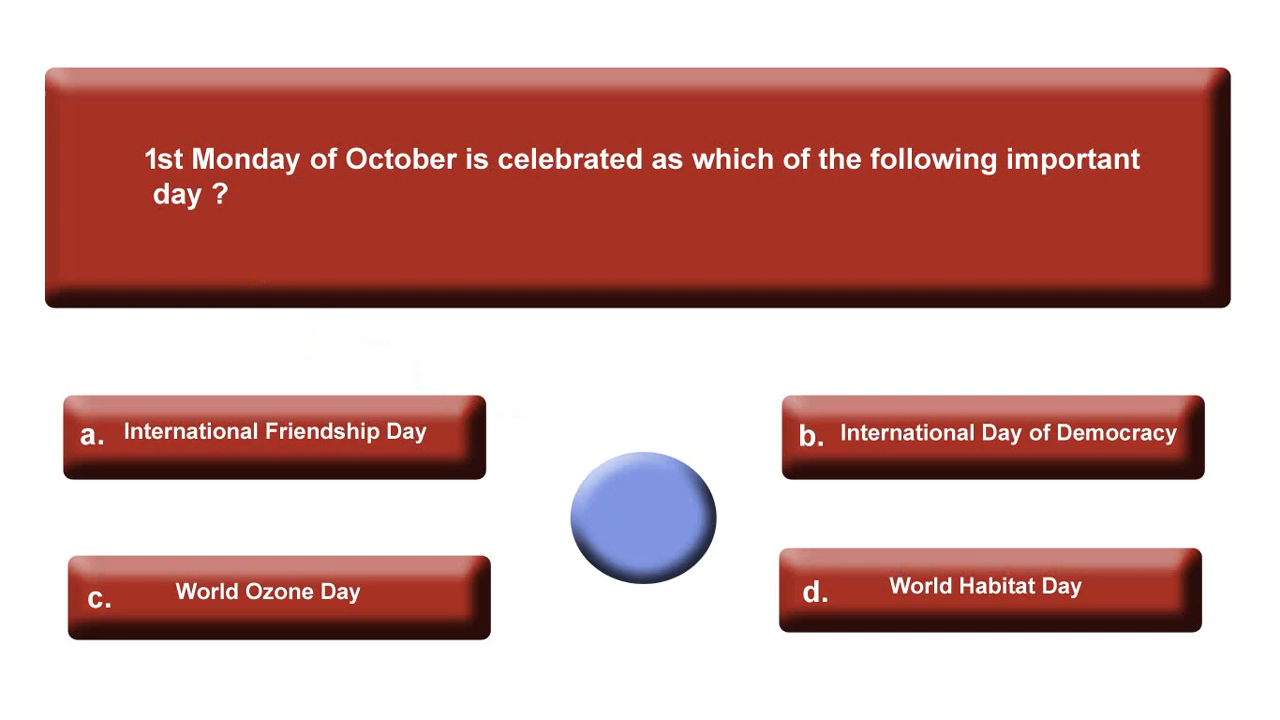 1st Monday of October is celebrated as which of the following important
day ?
a. International Friendship Day
b. International Day of Democracy
c. World Ozone Day
d. World Habitat Day